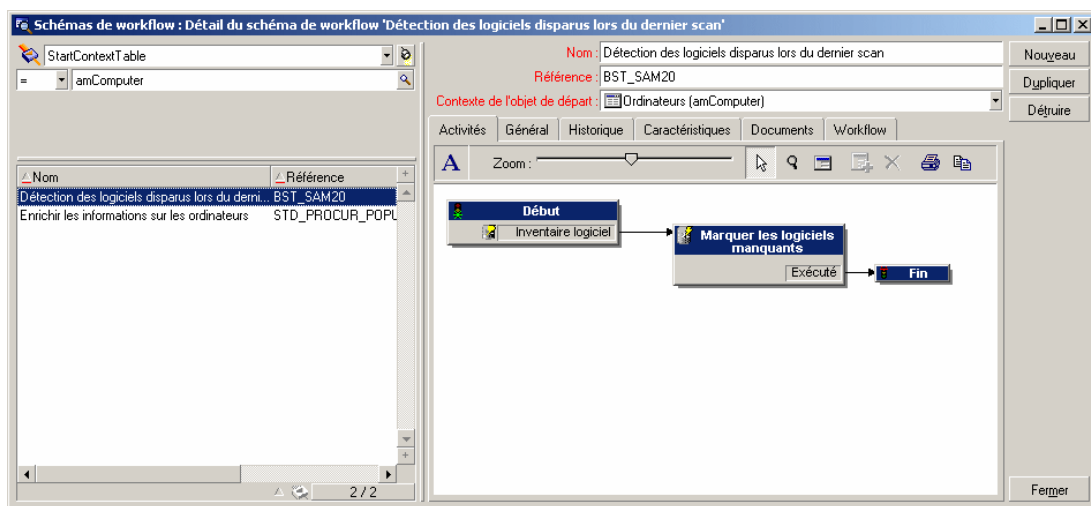 Schémas de workflow : Détail du schéma de workflow 'Détection des logiciels disparus lors du dernier scan'
StartContextTable
= amComputer
Nom Référence
Détection des logiciels disparus lors du derni... BST_SAM20
Enrichir les informations sur les ordinateurs STD_PROCUR_POPU
2 / 2
Nom : Détection des logiciels disparus lors du dernier scan
Référence : BST_SAM20
Contexte de l'objet de départ : Ordinateurs (amComputer)
Activités Général Historique Caractéristiques Documents Workflow
A Zoom :
Début
Inventaire logiciel
Marquer les logiciels
manquants
Exécuté
Fin
Nouveau
Dupliquer
Détruire
Fermer